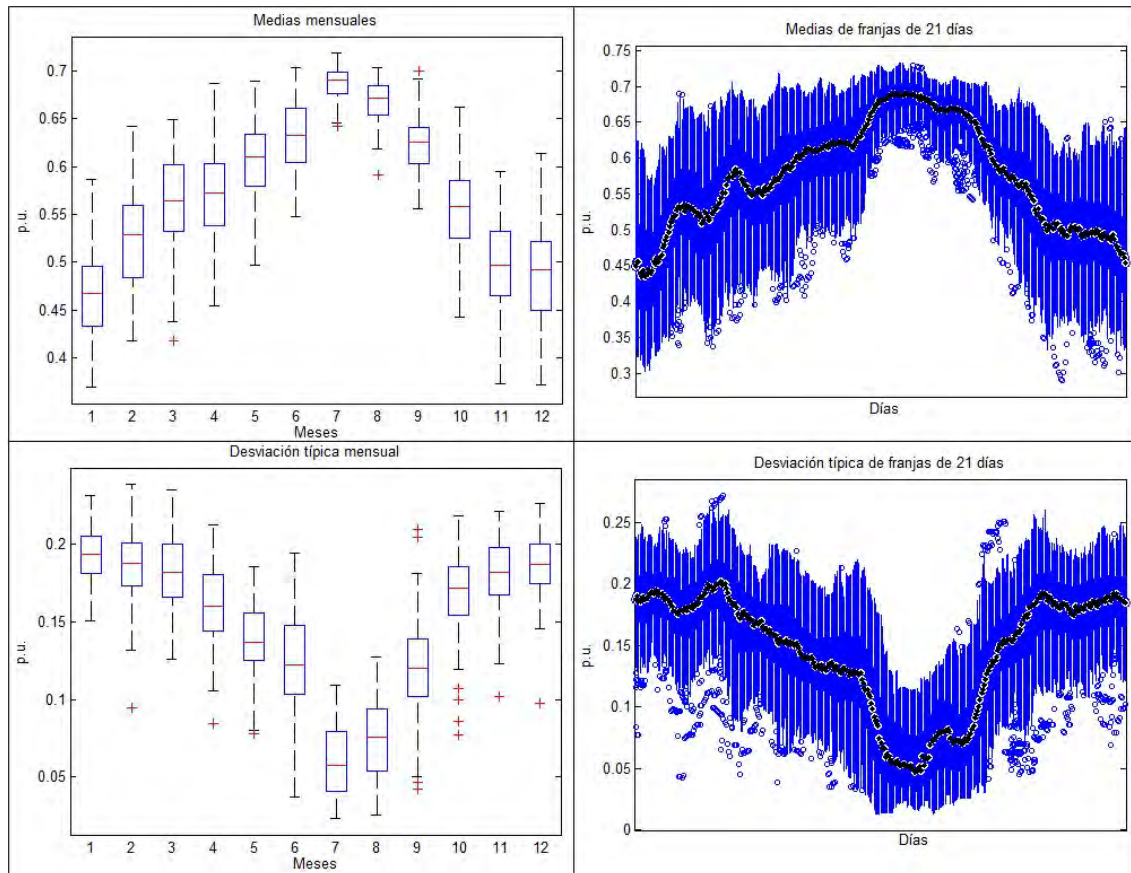 Medias mensuales
p.u.
0.7
0.65
0.6
0.55
0.5
0.45
0.4
1 2 3 4 5 6 7 8 9 10 11 12
Meses
Medias de franjas de 21 días
p.u.
0.75
0.7
0.65
0.6
0.55
0.5
0.45
0.4
0.35
0.3
Días
Desviación típica mensual
p.u.
0.2
0.15
0.1
0.05
1 2 3 4 5 6 7 8 9 10 11 12
Meses
Desviación típica de franjas de 21 días
p.u.
0.25
0.2
0.15
0.1
0.05
0
Días